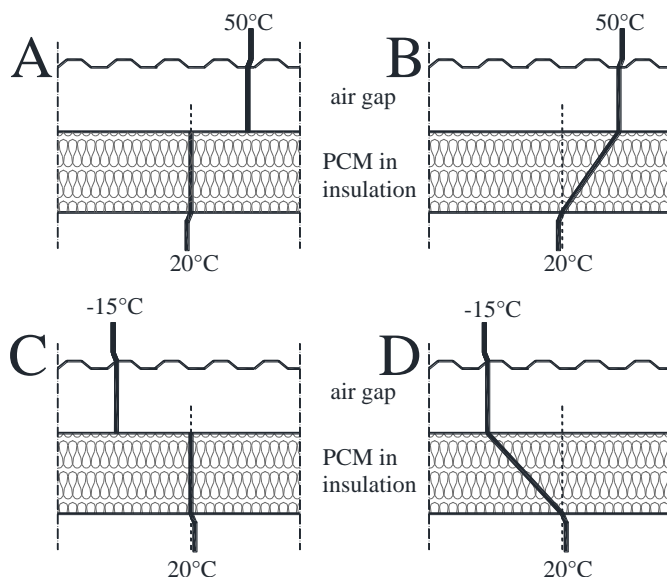 50°C
50°C
A
B
air gap
PCM in
insulation
20°C
20°C
-15°C
-15°C
C
D
air gap
PCM in
insulation
20°C
20°C